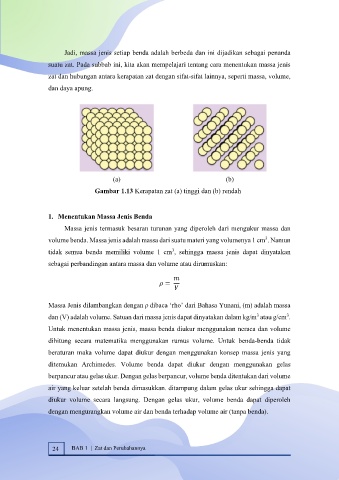 Jadi, massa jenis setiap benda adalah berbeda dan ini dijadikan sebagai penanda
suatu zat. Pada subbab ini, kita akan mempelajari tentang cara menentukan massa jenis
zat dan hubungan antara kerapatan zat dengan sifat-sifat lainnya, seperti massa, volume,
dan daya apung.
(a) (b)
Gambar 1.13 Kerapatan zat (a) tinggi dan (b) rendah
1. Menentukan Massa Jenis Benda
Massa jenis termasuk besaran turunan yang diperoleh dari mengukur massa dan
volume benda. Massa jenis adalah massa dari suatu materi yang volumenya 1 cm³. Namun
tidak semua benda memiliki volume 1 cm³, sehingga massa jenis dapat dinyatakan
sebagai perbandingan antara massa dan volume atau dirumuskan:
ρ = m/V
Massa Jenis dilambangkan dengan ρ dibaca ‘rho’ dari Bahasa Yunani, (m) adalah massa
dan (V) adalah volume. Satuan dari massa jenis dapat dinyatakan dalam kg/m³ atau g/cm³.
Untuk menentukan massa jenis, massa benda diukur menggunakan neraca dan volume
dihitung secara matematika menggunakan rumus volume. Untuk benda-benda tidak
beraturan maka volume dapat diukur dengan menggunakan konsep massa jenis yang
ditemukan Archimedes. Volume benda dapat diukur dengan menggunakan gelas
berpancur atau gelas ukur. Dengan gelas berpancur, volume benda ditentukan dari volume
air yang keluar setelah benda dimasukkan. ditampung dalam gelas ukur sehingga dapat
diukur volume secara langsung. Dengan gelas ukur, volume benda dapat diperoleh
dengan mengurangkan volume air dan benda terhadap volume air (tanpa benda).
24 BAB 1 | Zat dan Perubahannya